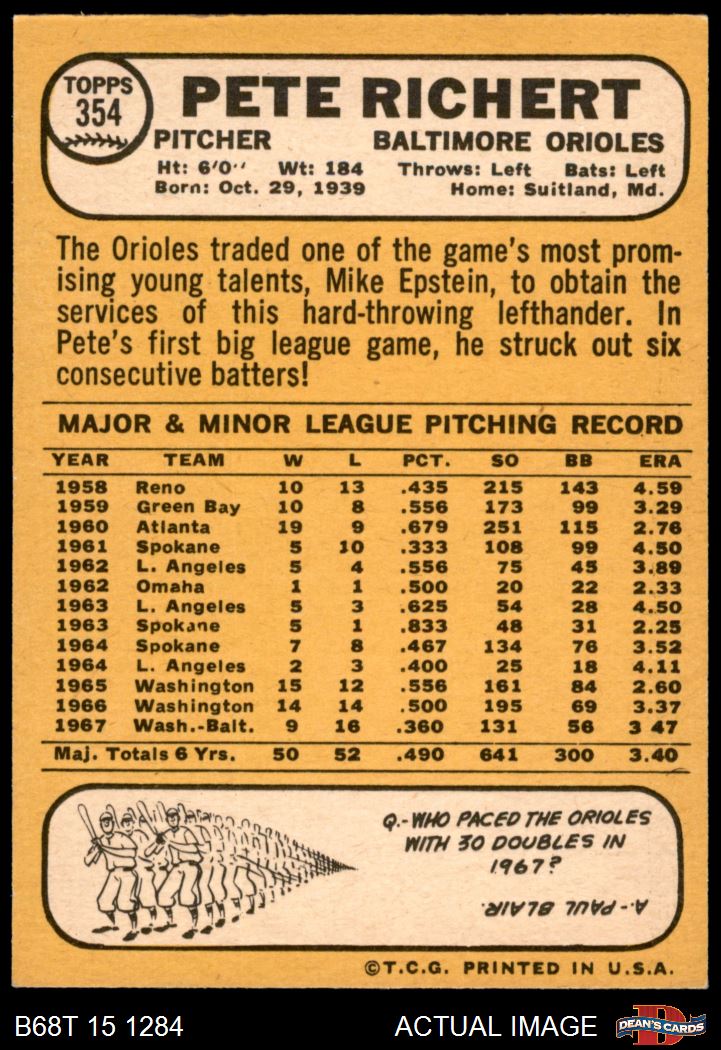 TOPPS
354
PETE RICHERT
PITCHER BALTIMORE ORIOLES
Ht: 6'0" Wt: 184 Throws: Left Bats: Left
Born: Oct. 29, 1939 Home: Suitland, Md.
The Orioles traded one of the game's most prom-
ising young talents, Mike Epstein, to obtain the
services of this hard-throwing lefthander. In
Pete's first big league game, he struck out six
consecutive batters!
MAJOR & MINOR LEAGUE PITCHING RECORD
YEAR TEAM W L PCT. SO BB ERA
1958 Reno 10 13 .435 215 143 4.59
1959 Green Bay 10 8 .556 173 99 3.29
1960 Atlanta 19 9 .679 251 115 2.76
1961 Spokane 5 10 .333 108 99 4.50
1962 L. Angeles 5 4 .556 75 45 3.89
1962 Omaha 1 1 .500 20 22 2.33
1963 L. Angeles 5 3 .625 54 28 4.50
1963 Spokane 5 1 .833 48 31 2.25
1964 Spokane 7 8 .467 134 76 3.52
1964 L. Angeles 2 3 .400 25 18 4.11
1965 Washington 15 12 .556 161 84 2.60
1966 Washington 14 14 .500 195 69 3.37
1967 Wash.-Balt. 9 16 .360 131 56 3 47
Maj. Totals 6 Yrs. 50 52 .490 641 300 3.40
Q.-WHO PACED THE ORIOLES
WITH 30 DOUBLES IN
1967?
A.-PAUL BLAIR.
©T.C.G. PRINTED IN U.S.A.
B68T 15 1284 ACTUAL IMAGE
D
DEAN'S CARDS